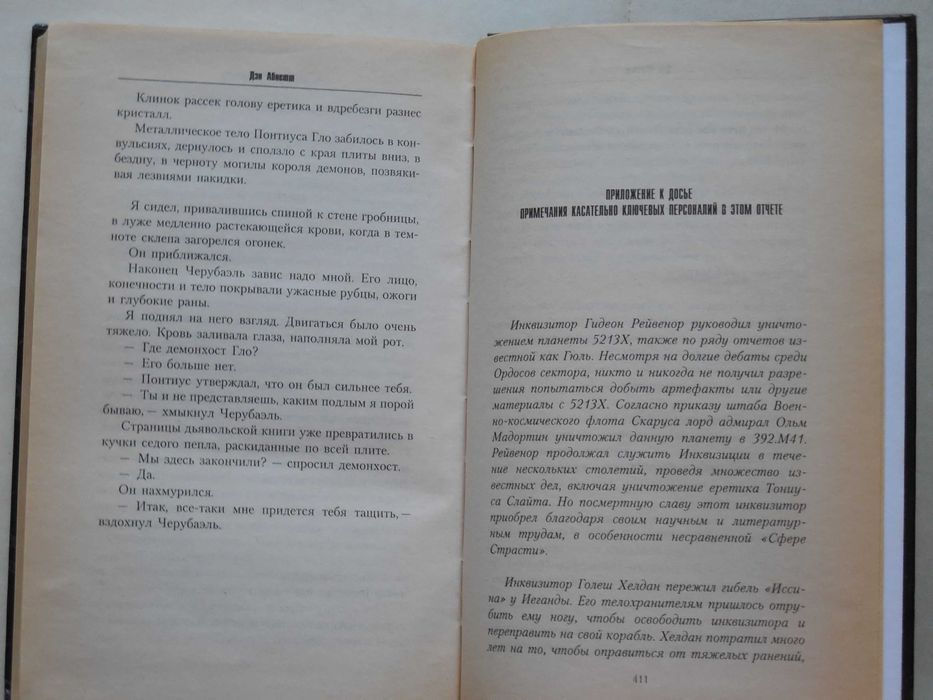 Дэн Абнетт
Клинок рассек голову еретика и вдребезги разнес
кристалл.
Металлическое тело Понтиуса Гло забилось в кон-
вульсиях, дернулось и сползло с края плиты вниз, в
бездну, в черноту могилы короля демонов, позвяки-
вая лезвиями накидки.
Я сидел, привалившись спиной к стене гробницы,
в луже медленно растекающейся крови, когда в тем-
ноте склепа загорелся огонек.
Он приближался.
Наконец Черубаэль завис надо мной. Его лицо,
конечности и тело покрывали ужасные рубцы, ожоги
и глубокие раны.
Я поднял на него взгляд. Двигаться было очень
тяжело. Кровь заливала глаза, наполняла мой рот.
— Где демонхост Гло?
— Его больше нет.
— Понтиус утверждал, что он был сильнее тебя.
— Ты и не представляешь, каким подлым я порой
бываю, — хмыкнул Черубаэль.
Страницы дьявольской книги уже превратились в
кучки седого пепла, раскиданные по всей плите.
— Мы здесь закончили? — спросил демонхост.
— Да.
Он нахмурился.
— Итак, все-таки мне придется тебя тащить, —
вздохнул Черубаэль.
ПРИЛОЖЕНИЕ К ДОСЬЕ
ПРИМЕЧАНИЯ КАСАТЕЛЬНО КЛЮЧЕВЫХ ПЕРСОНАЛИЙ В ЭТОМ ОТЧЕТЕ
Инквизитор Гидеон Рейвенор руководил уничто-
жением планеты 5213X, также по ряду отчетов из-
вестной как Гюль. Несмотря на долгие дебаты среди
Ордосов сектора, никто и никогда не получил разре-
шения попытаться добыть артефакты или другие
материалы с 5213X. Согласно приказу штаба Воен-
но-космического флота Скаруса лорд адмирал Ольм
Мадортин уничтожил данную планету в 392.М41.
Рейвенор продолжал служить Инквизиции в тече-
ние нескольких столетий, проведя множество из-
вестных дел, включая уничтожение еретика Тониу-
са Слайта. Но посмертную славу этот инквизитор
приобрел благодаря своим научным и литератур-
ным трудам, в особенности несравненной «Сфере
Страсти».
Инквизитор Голеш Хелдан пережил гибель «Исси-
на» у Иеганды. Его телохранителям пришлось отру-
бить ему ногу, чтобы освободить инквизитора и
переправить на свой корабль. Хелдан потратил много
лет на то, чтобы оправиться от тяжелых ранений,
411